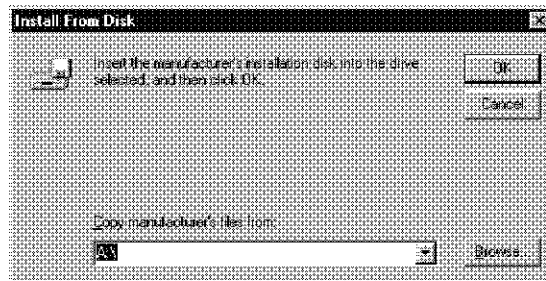 Install From Disk
Insert the manufacturer's installation disk into the drive
selected, and then click OK.
OK
Cancel
Copy manufacturer's files from:
A:\
Browse...